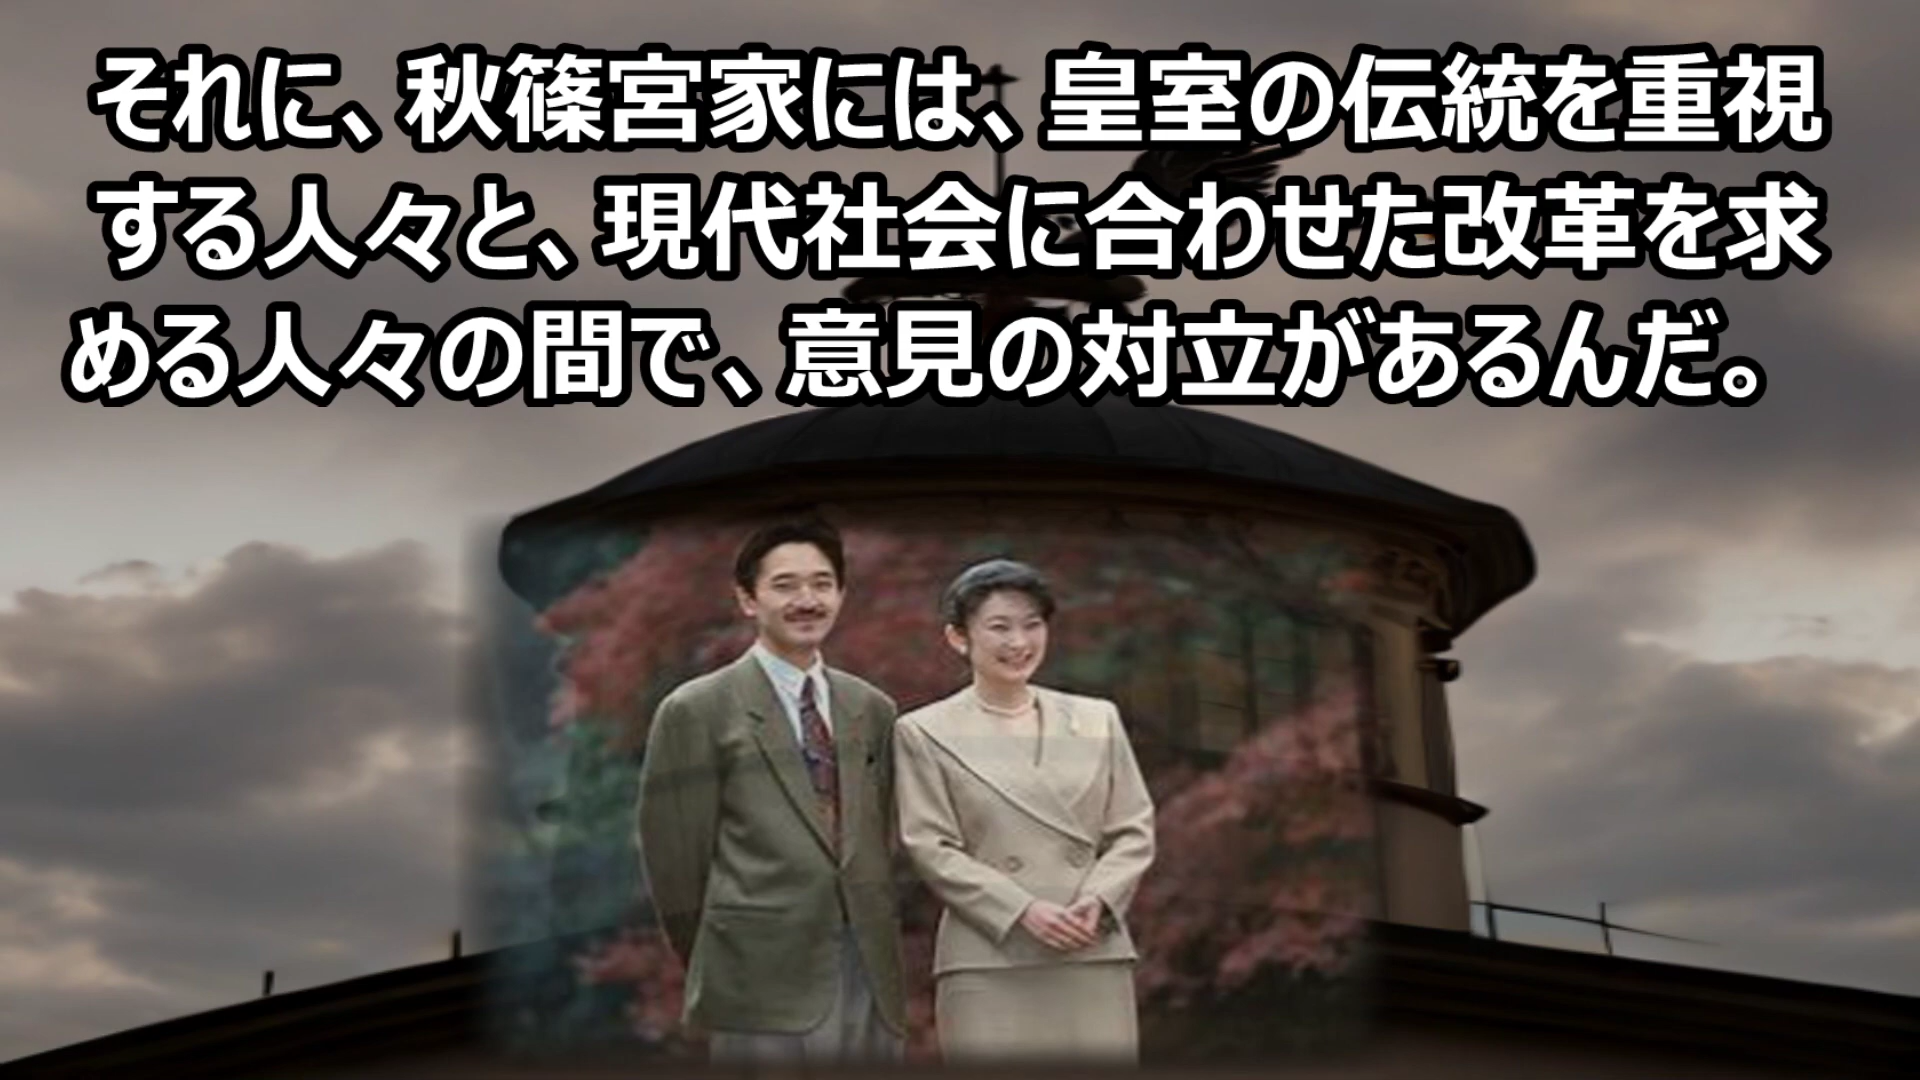 それに、秋篠宮家には、皇室の伝統を重視
する人々と、現代社会に合わせた改革を求
める人々の間で、意見の対立があるんだ。